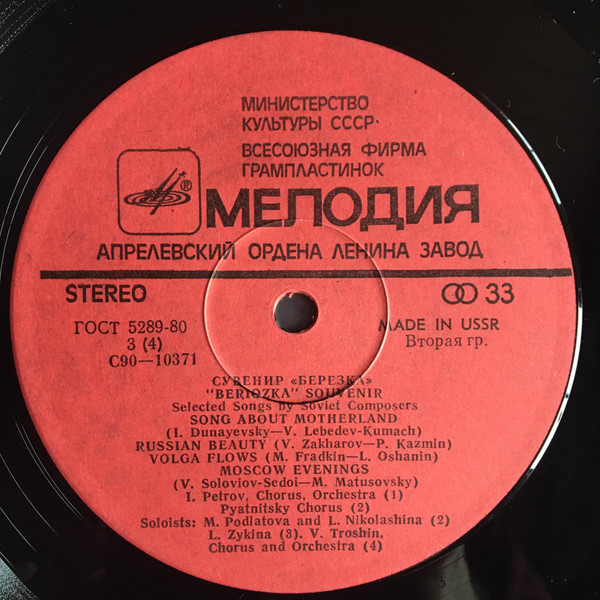 МИНИСТЕРСТВО
КУЛЬТУРЫ СССР
ВСЕСОЮЗНАЯ ФИРМА
ГРАМПЛАСТИНОК
®
МЕЛОДИЯ
АПРЕЛЕВСКИЙ ОРДЕНА ЛЕНИНА ЗАВОД
STEREO 33
ГОСТ 5289-80 MADE IN USSR
3 (4) Вторая гр.
С90—10371
СУВЕНИР «БЕРЕЗКА»
"BERIOZKA" SOUVENIR
Selected Songs by Soviet Composers
SONG ABOUT MOTHERLAND
(I. Dunayevsky—V. Lebedev-Kumach)
RUSSIAN BEAUTY (V. Zakharov—P. Kazmin)
VOLGA FLOWS (M. Fradkin—L. Oshanin)
MOSCOW EVENINGS
(V. Soloviov-Sedoi—M. Matusovsky)
I. Petrov, Chorus, Orchestra (1)
Pyatnitsky Chorus (2)
Soloists: M. Podlatova and L. Nikolashina (2)
L. Zykina (3). V. Troshin,
Chorus and Orchestra (4)